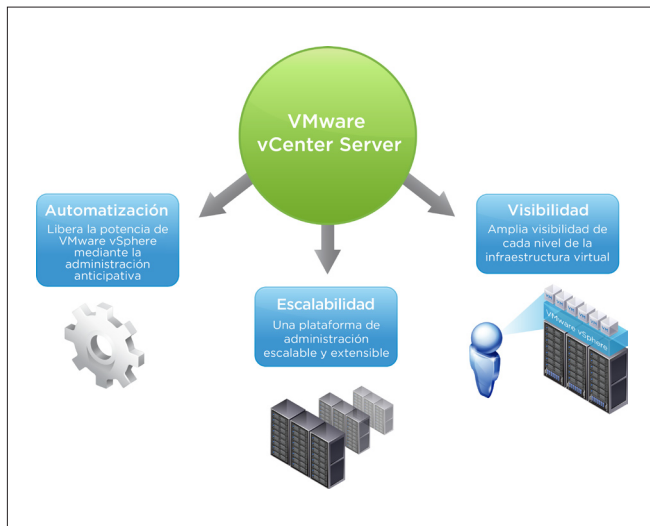 VMware
vCenter Server
Automatización
Libera la potencia de
VMware vSphere
mediante la
administración
anticipativa
Escalabilidad
Una plataforma de
administración
escalable y extensible
Visibilidad
Amplia visibilidad de
cada nivel de la
infraestructura virtual
VMware vSphere